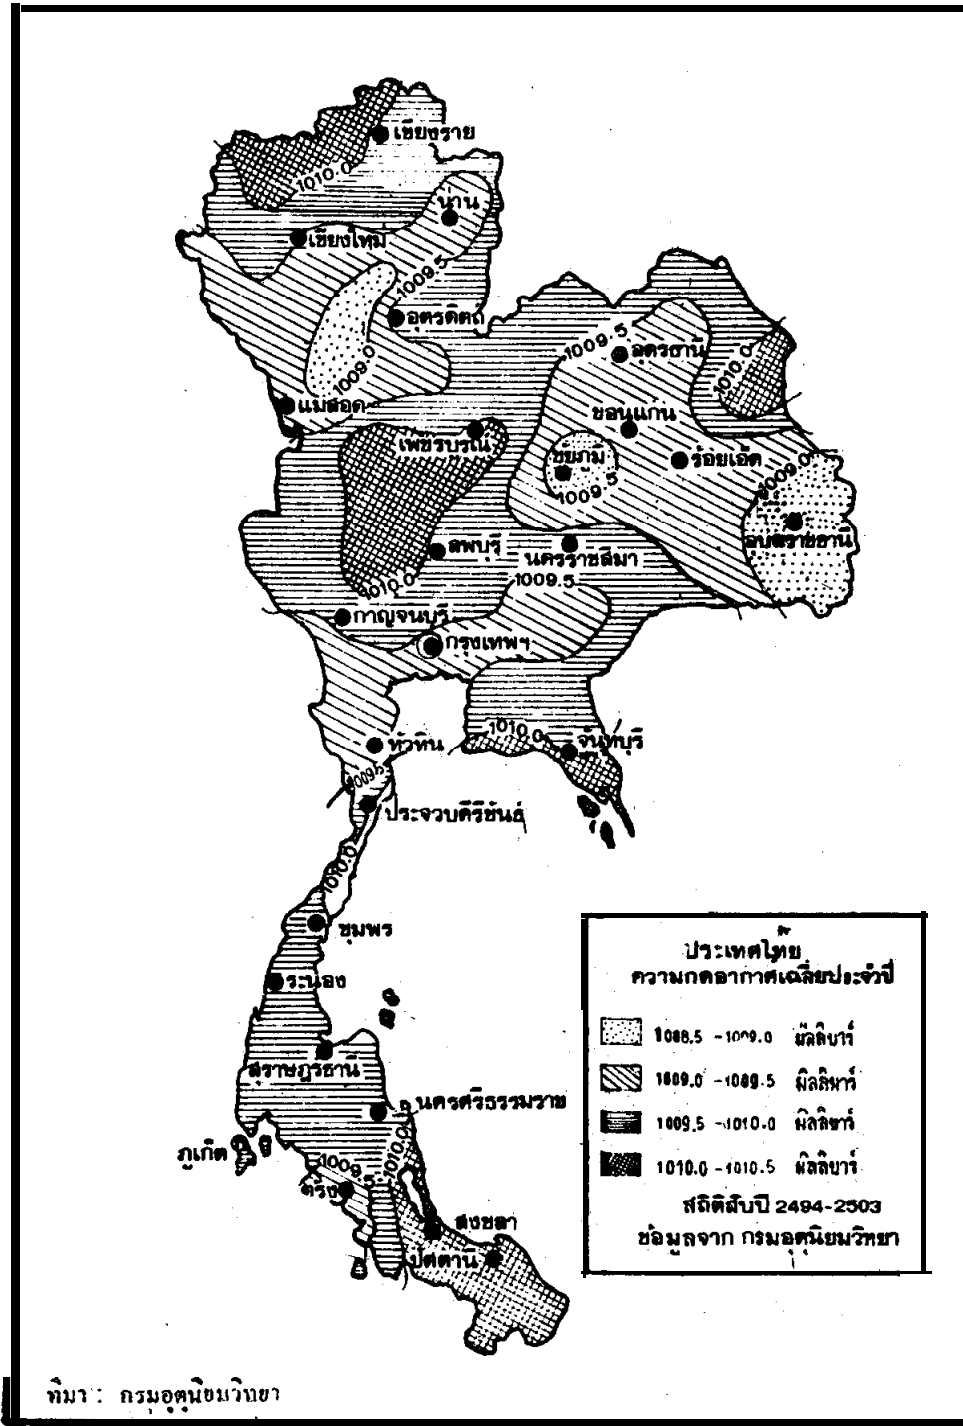 เชียงราย
1010.0
น่าน
เชียงใหม่
1009.5
อุตรดิตถ์
1009.0
แม่สอด
1009.5
อุดรธานี
1010.0
ขอนแก่น
เพชรบูรณ์
ชัยภูมิ
ร้อยเอ็ด
1009.0
1009.5
อุบลราชธานี
ลพบุรี
นครราชสีมา
1010.0
1009.5
กาญจนบุรี
กรุงเทพฯ
1010.0
หัวหิน
จันทบุรี
1009.5
ประจวบคีรีขันธ์
1010.0
ชุมพร
ระนอง
สุราษฎรธานี
นครศรีธรรมราช
1010.0
ภูเก็ต
1009.5
ตรัง
สงขลา
ปัตตานี
ประเทศไทย
ความกดอากาศเฉลี่ยประจำปี
1008.5 -1009.0 มิลลิบาร์
1009.0 -1009.5 มิลลิบาร์
1009.5 -1010.0 มิลลิบาร์
1010.0 -1010.5 มิลลิบาร์
สถิติสิบปี 2494-2503
ข้อมูลจาก กรมอุตุนิยมวิทยา
ที่มา : กรมอุตุนิยมวิทยา